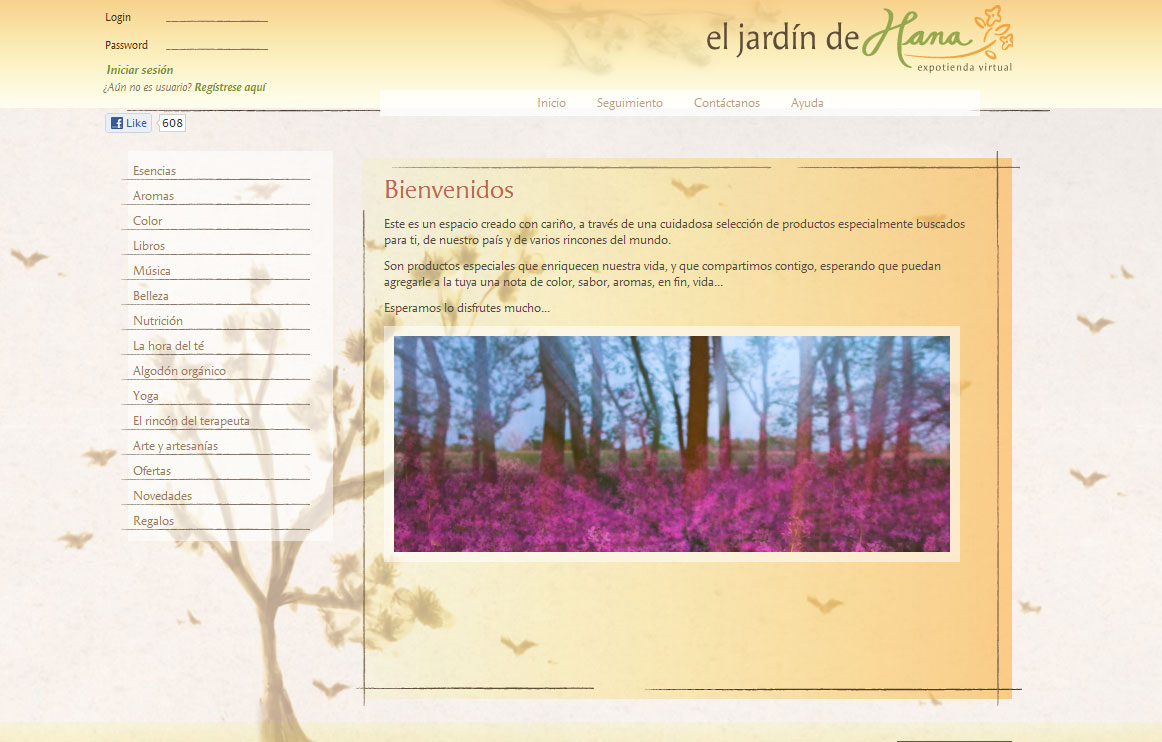 Login
Password
Iniciar sesión
¿Aún no es usuario? Regístrese aquí
el jardín de Hana
expotienda virtual
Inicio Seguimiento Contáctanos Ayuda
Like 608
Esencias
Aromas
Color
Libros
Música
Belleza
Nutrición
La hora del té
Algodón orgánico
Yoga
El rincón del terapeuta
Arte y artesanías
Ofertas
Novedades
Regalos
Bienvenidos
Este es un espacio creado con cariño, a través de una cuidadosa selección de productos especialmente buscados
para ti, de nuestro país y de varios rincones del mundo.
Son productos especiales que enriquecen nuestra vida, y que compartimos contigo, esperando que puedan
agregarle a la tuya una nota de color, sabor, aromas, en fin, vida...
Esperamos lo disfrutes mucho...